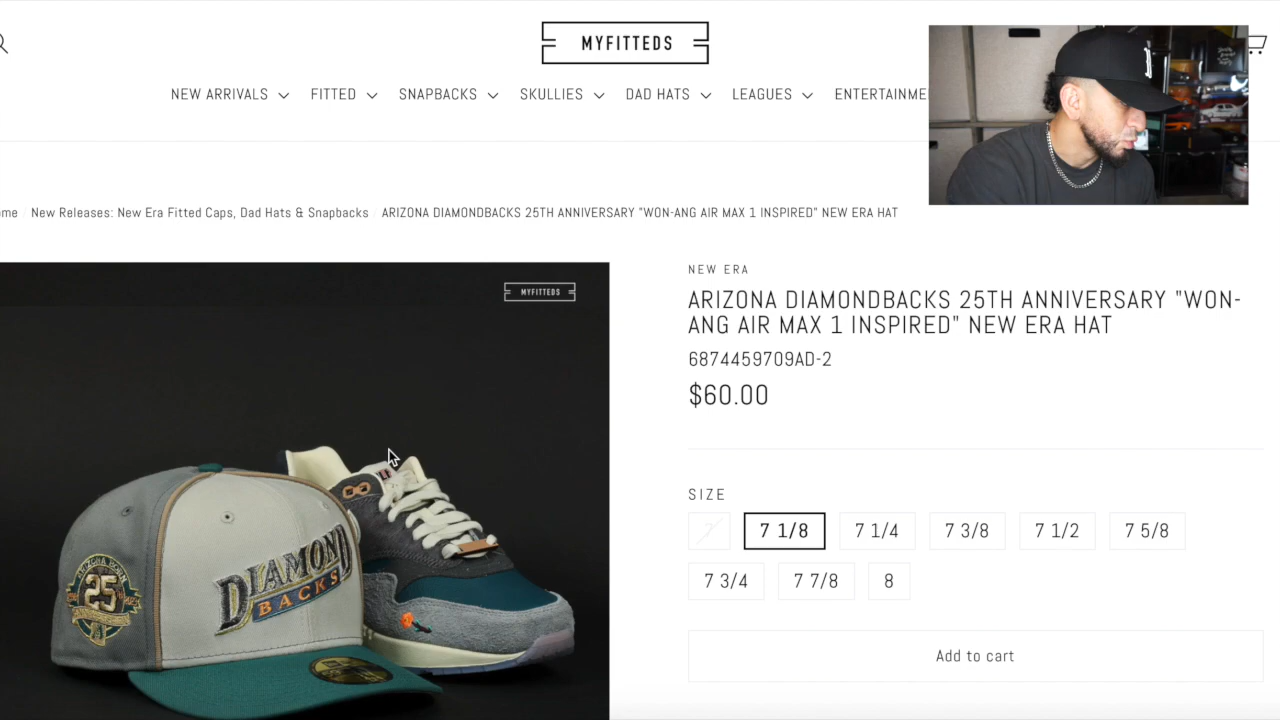 MYFITTEDS
NEW ARRIVALS FITTED SNAPBACKS SKULLIES DAD HATS LEAGUES ENTERTAINME
ome New Releases: New Era Fitted Caps, Dad Hats & Snapbacks ARIZONA DIAMONDBACKS 25TH ANNIVERSARY "WON-ANG AIR MAX 1 INSPIRED" NEW ERA HAT
MYFITTEDS
NEW ERA
ARIZONA DIAMONDBACKS 25TH ANNIVERSARY "WON-
ANG AIR MAX 1 INSPIRED" NEW ERA HAT
6874459709AD-2
$60.00
SIZE
7 7 1/8 7 1/4 7 3/8 7 1/2 7 5/8
7 3/4 7 7/8 8
Add to cart
DIAMOND
BACKS
25